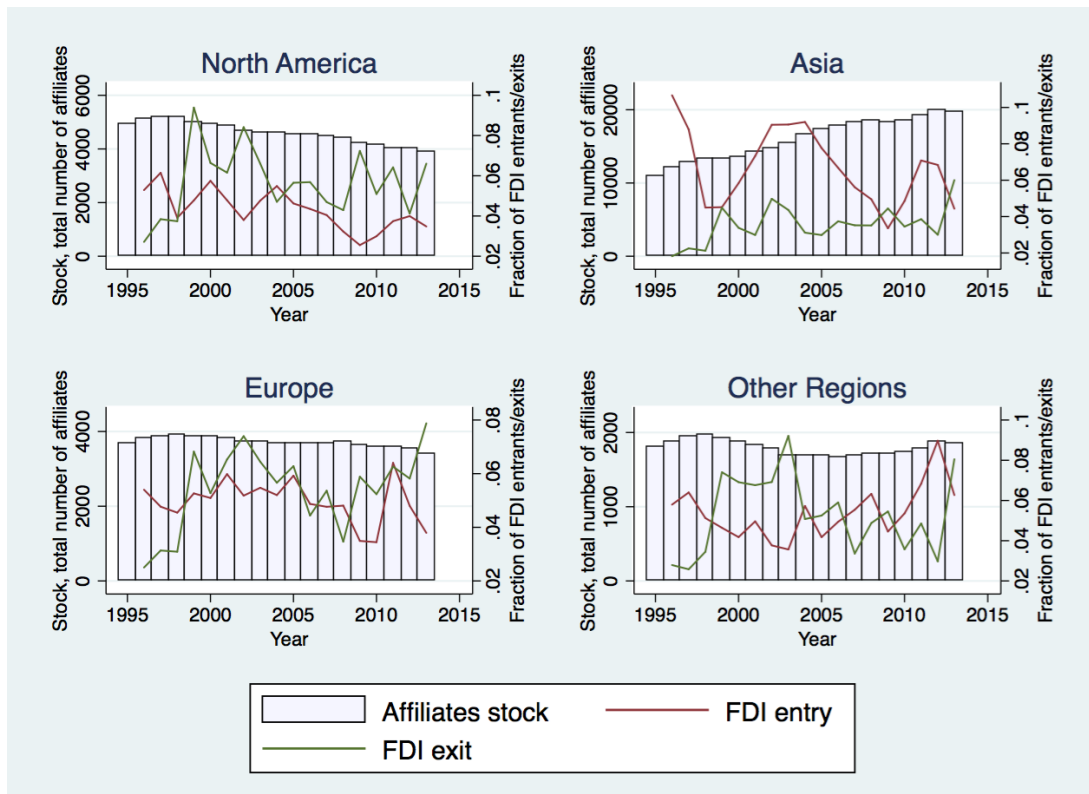 North America
Stock, total number of affiliates
0 2000 4000 6000
.02 .04 .06 .08 .1
Fraction of FDI entrants/exits
1995 2000 2005 2010 2015
Year
Asia
Stock, total number of affiliates
0 10000 20000
.02 .04 .06 .08 .1
Fraction of FDI entrants/exits
1995 2000 2005 2010 2015
Year
Europe
Stock, total number of affiliates
0 2000 4000
.02 .04 .06 .08
Fraction of FDI entrants/exits
1995 2000 2005 2010 2015
Year
Other Regions
Stock, total number of affiliates
0 1000 2000
.02 .04 .06 .08 .1
Fraction of FDI entrants/exits
1995 2000 2005 2010 2015
Year
Affiliates stock
FDI entry
FDI exit